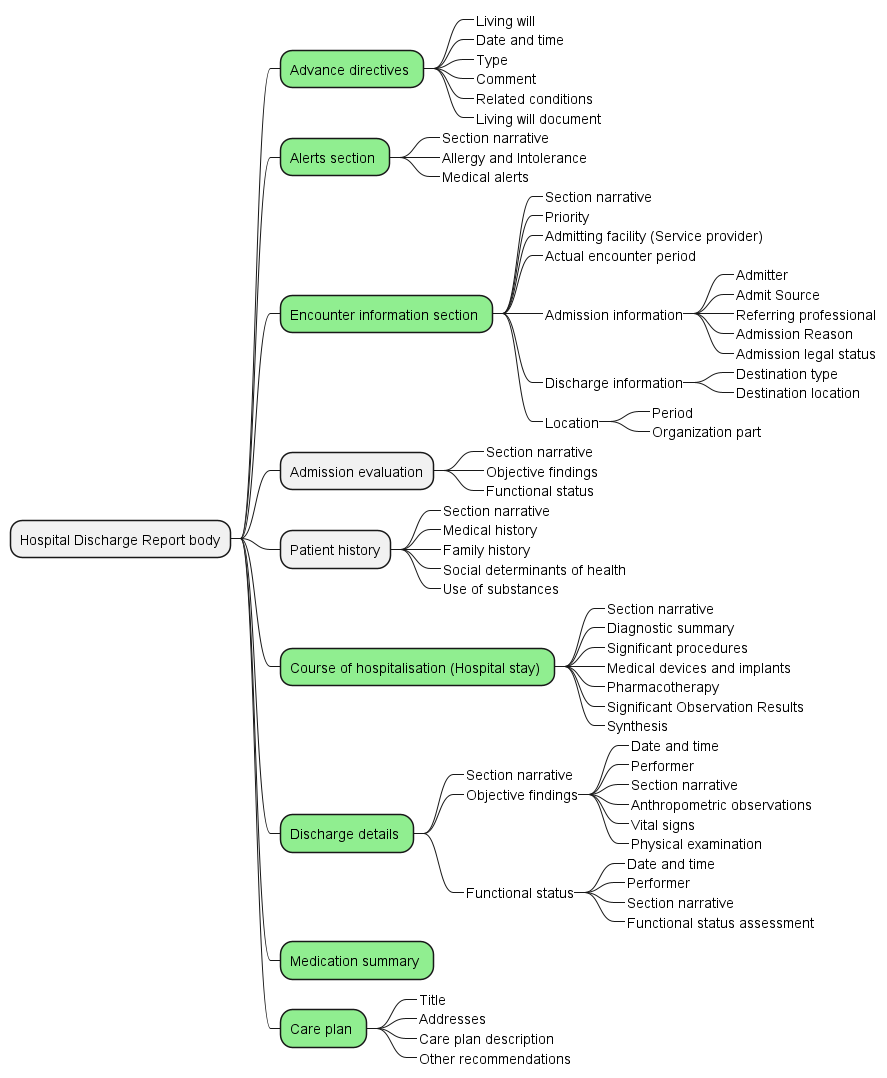 Hospital Discharge Report body
Advance directives
Living will
Date and time
Type
Comment
Related conditions
Living will document
Alerts section
Section narrative
Allergy and Intolerance
Medical alerts
Encounter information section
Section narrative
Priority
Admitting facility (Service provider)
Actual encounter period
Admission information
Admitter
Admit Source
Referring professional
Admission Reason
Admission legal status
Discharge information
Destination type
Destination location
Location
Period
Organization part
Admission evaluation
Section narrative
Objective findings
Functional status
Patient history
Section narrative
Medical history
Family history
Social determinants of health
Use of substances
Course of hospitalisation (Hospital stay)
Section narrative
Diagnostic summary
Significant procedures
Medical devices and implants
Pharmacotherapy
Significant Observation Results
Synthesis
Discharge details
Section narrative
Objective findings
Date and time
Performer
Section narrative
Anthropometric observations
Vital signs
Physical examination
Functional status
Date and time
Performer
Section narrative
Functional status assessment
Medication summary
Care plan
Title
Addresses
Care plan description
Other recommendations